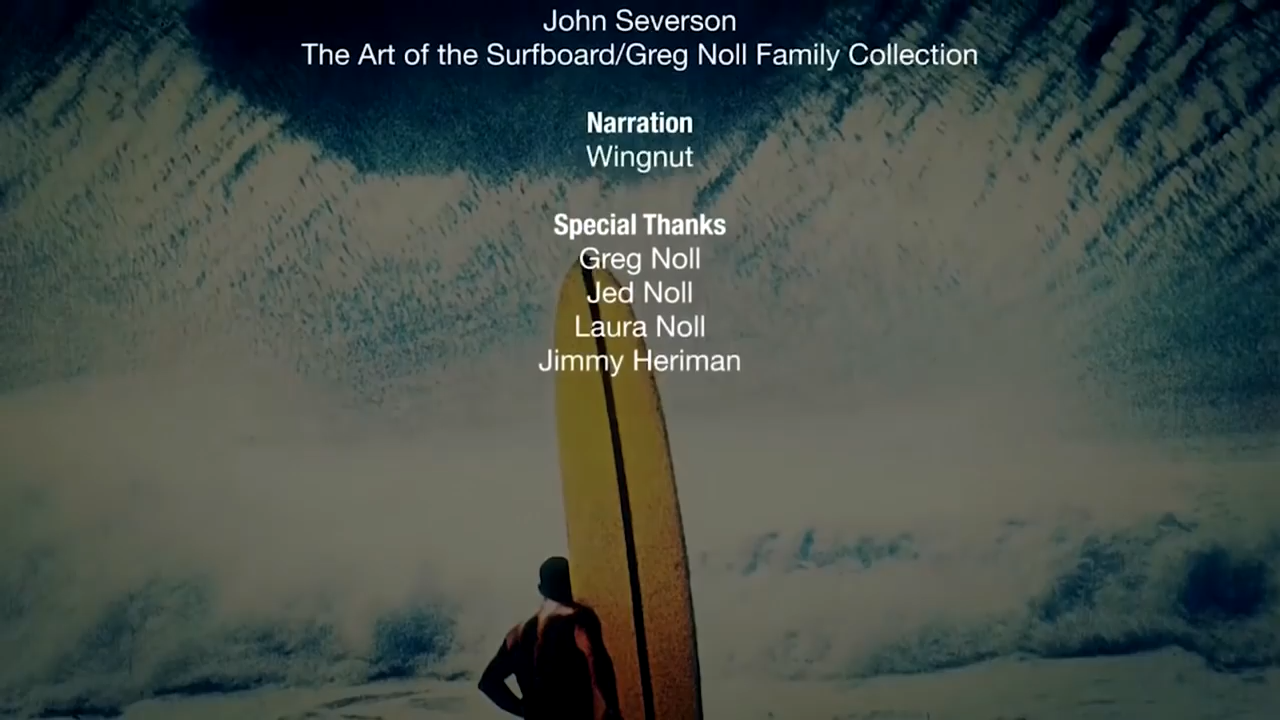 John Severson
The Art of the Surfboard/Greg Noll Family Collection
Narration
Wingnut
Special Thanks
Greg Noll
Jed Noll
Laura Noll
Jimmy Heriman